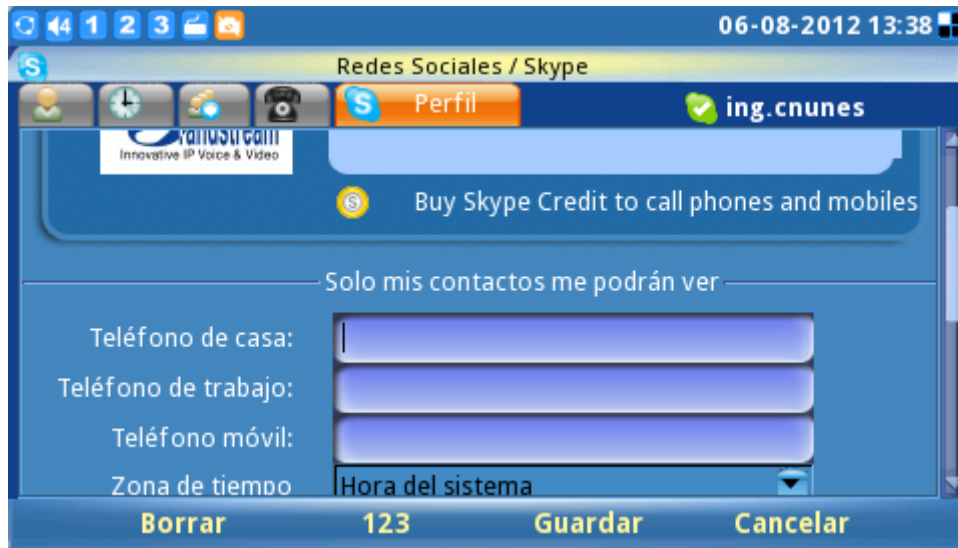 4 1 2 3 06-08-2012 13:38
Redes Sociales / Skype
Perfil ing.cnunes
Innovative IP Voice & Video
Buy Skype Credit to call phones and mobiles
Solo mis contactos me podrán ver
Teléfono de casa:
Teléfono de trabajo:
Teléfono móvil:
Zona de tiempo Hora del sistema
Borrar 123 Guardar Cancelar